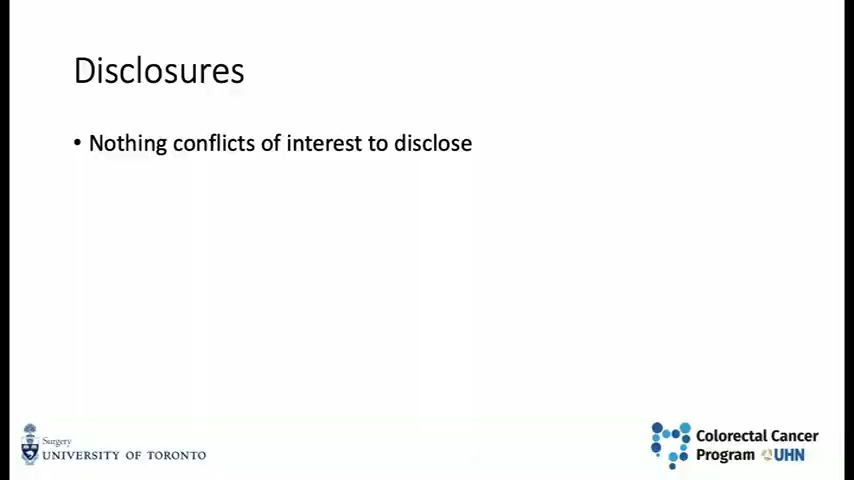 Disclosures
• Nothing conflicts of interest to disclose
Surgery
UNIVERSITY OF TORONTO
Colorectal Cancer
Program UHN